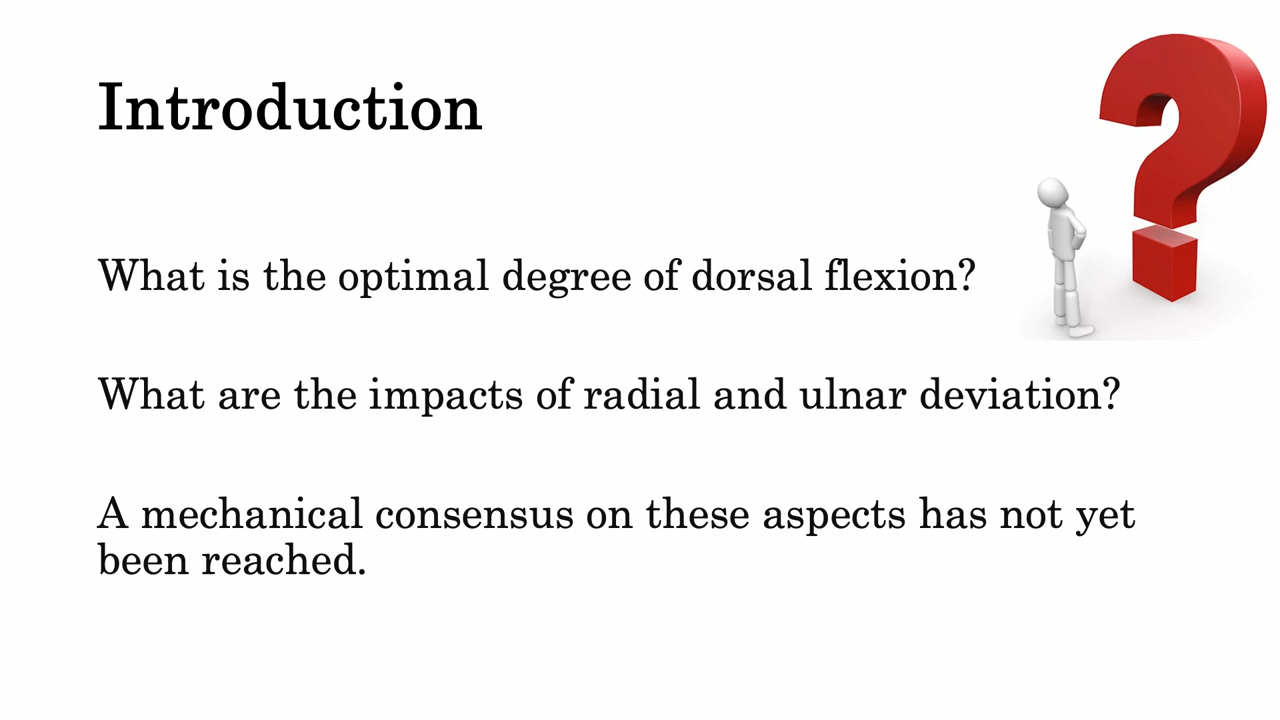 Introduction
What is the optimal degree of dorsal flexion?
What are the impacts of radial and ulnar deviation?
A mechanical consensus on these aspects has not yet
been reached.